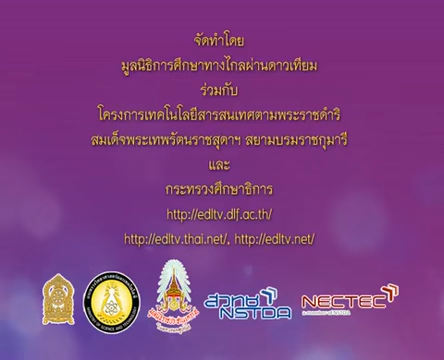 จัดทำโดย
มูลนิธิการศึกษาทางไกลผ่านดาวเทียม
ร่วมกับ
โครงการเทคโนโลยีสารสนเทศตามพระราชดำริ
สมเด็จพระเทพรัตนราชสุดาฯ สยามบรมราชกุมารี
และ
กระทรวงศึกษาธิการ
http://edltv.dlf.ac.th/
http://edltv.thai.net/, http://edltv.net/
สวทช
NSTDA
NECTEC
a member of NSTDA